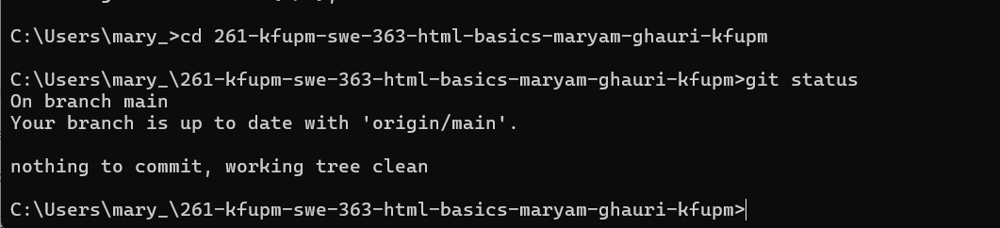 C:\Users\mary_>cd 261-kfupm-swe-363-html-basics-maryam-ghauri-kfupm
C:\Users\mary_\261-kfupm-swe-363-html-basics-maryam-ghauri-kfupm>git status
On branch main
Your branch is up to date with 'origin/main'.
nothing to commit, working tree clean
C:\Users\mary_\261-kfupm-swe-363-html-basics-maryam-ghauri-kfupm>